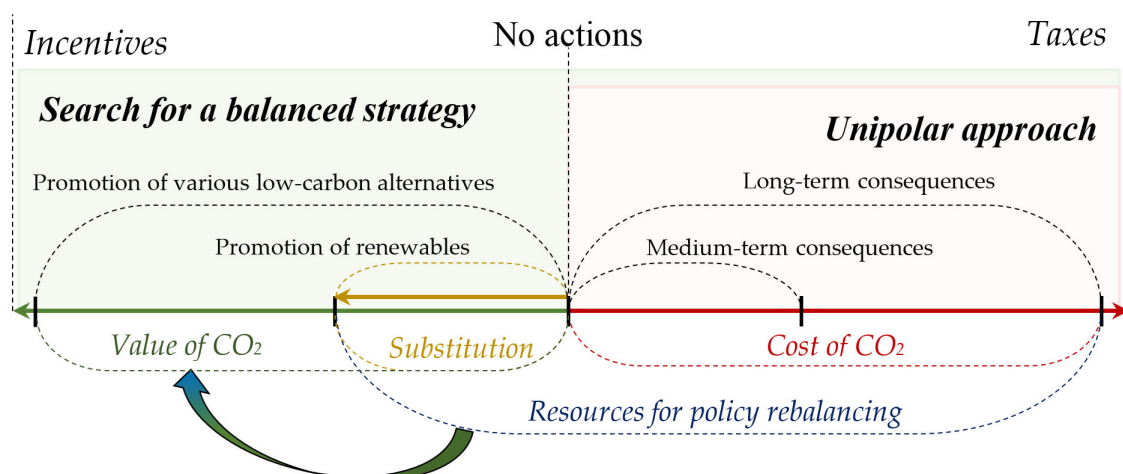 Incentives
No actions
Taxes
Search for a balanced strategy
Unipolar approach
Promotion of various low-carbon alternatives
Long-term consequences
Promotion of renewables
Medium-term consequences
Value of CO₂
Substitution
Cost of CO₂
Resources for policy rebalancing